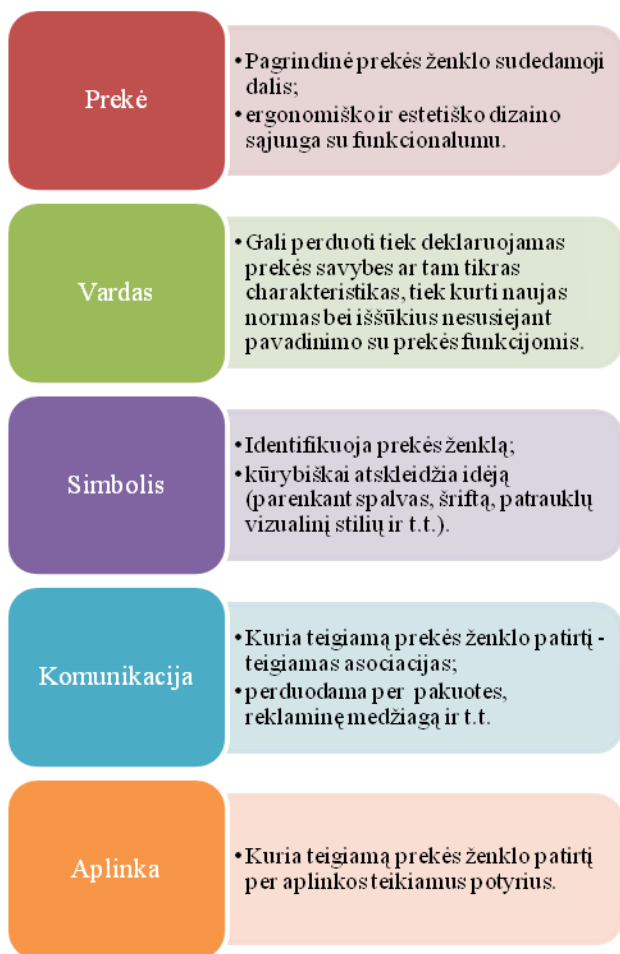 Prekė
• Pagrindinė prekės ženklo sudedamoji
dalis;
• ergonomiško ir estetiško dizaino
sąjunga su funkcionalumu.
Vardas
• Gali perduoti tiek deklaruojamas
prekės savybes ar tam tikras
charakteristikas, tiek kurti naujas
normas bei iššūkius nesusiejant
pavadinimo su prekės funkcijomis.
Simbolis
• Identifikuoja prekės ženklą;
• kūrybiškai atskleidžia idėją
(parenkant spalvas, šriftą, patrauklų
vizualinį stilių ir t.t.).
Komunikacija
• Kuria teigiamą prekės ženklo patirtį -
teigiamas asociacijas;
• perduodama per pakuotes,
reklaminę medžiagą ir t.t.
Aplinka
• Kuria teigiamą prekės ženklo patirtį
per aplinkos teikiamus potyrius.